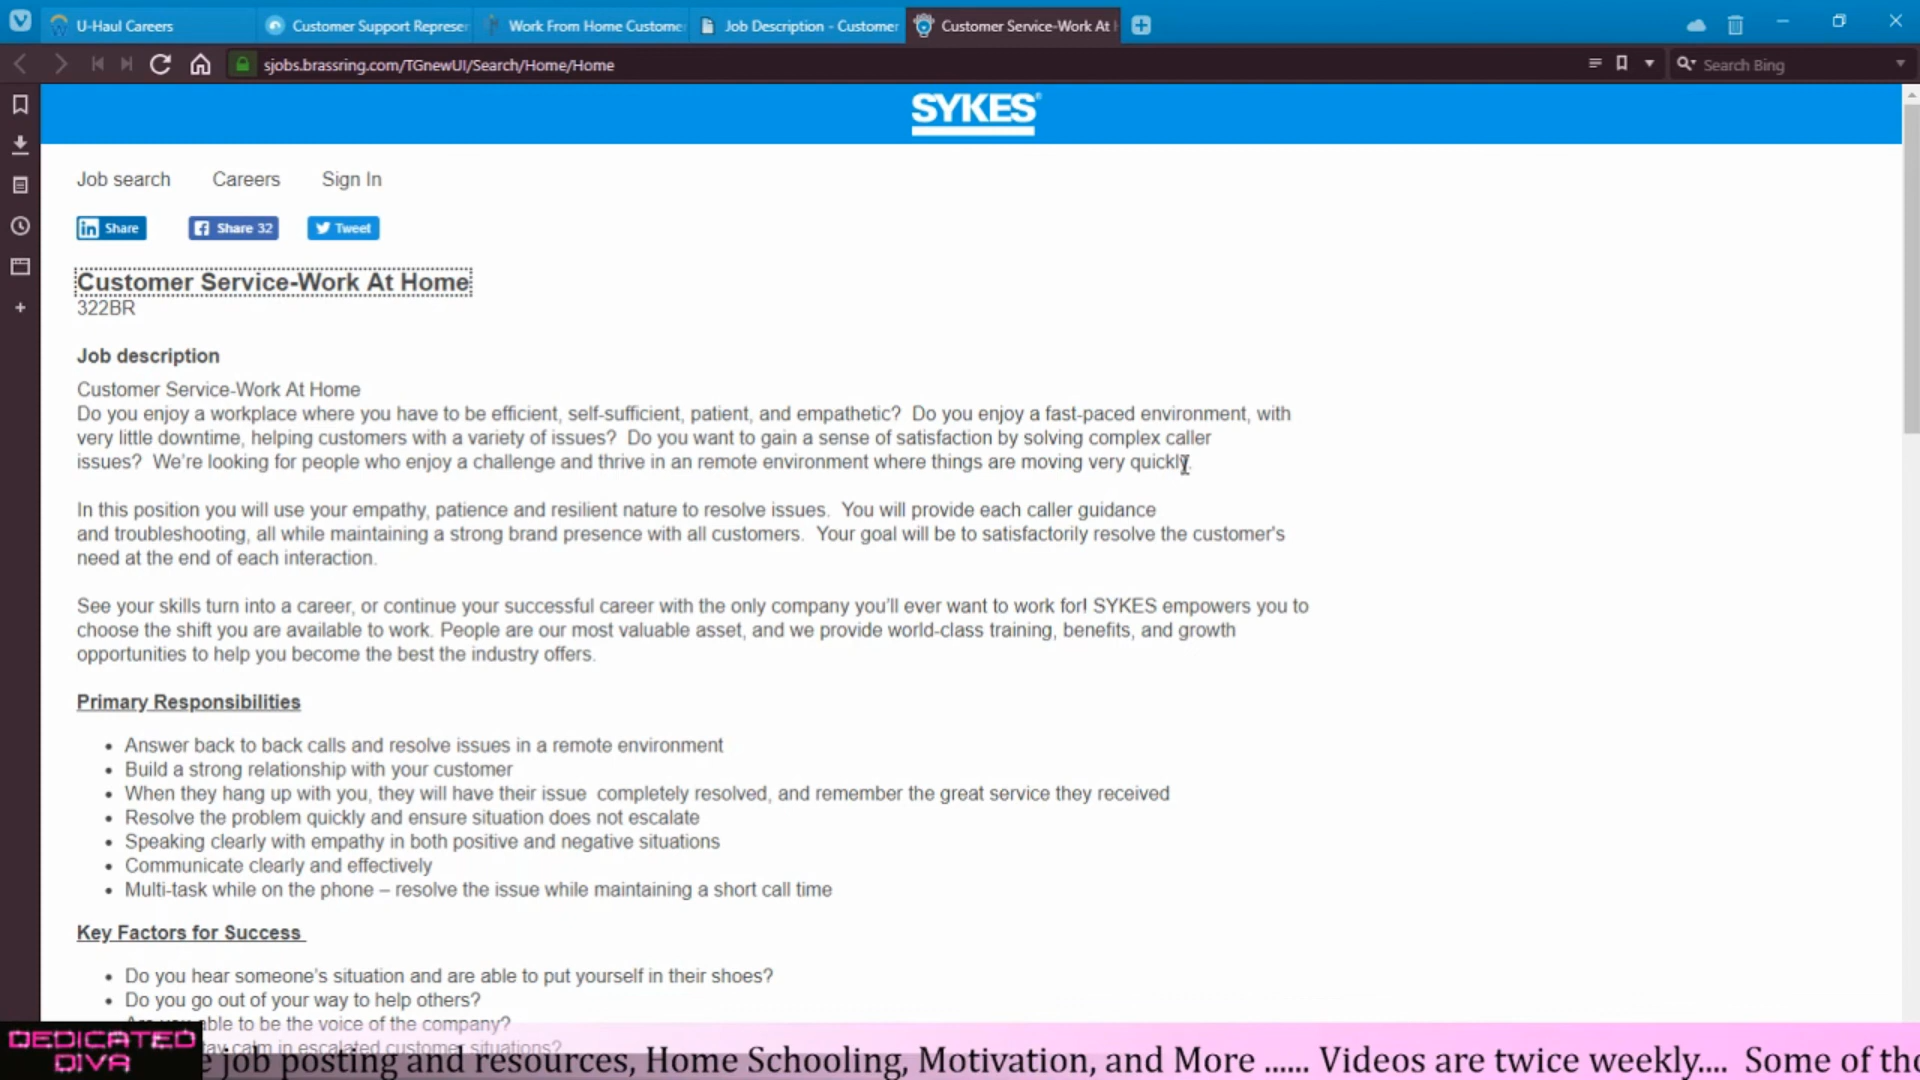 U-Haul Careers
Customer Support Represe
Work From Home Custome
Job Description - Customer
Customer Service-Work At
sjobs.brassring.com/TGnewUI/Search/Home/Home
Search Bing
SYKES®
Job search Careers Sign In
in Share
Share 32
Tweet
Customer Service-Work At Home
322BR
Job description
Customer Service-Work At Home
Do you enjoy a workplace where you have to be efficient, self-sufficient, patient, and empathetic?  Do you enjoy a fast-paced environment, with
very little downtime, helping customers with a variety of issues?  Do you want to gain a sense of satisfaction by solving complex caller
issues?  We’re looking for people who enjoy a challenge and thrive in an remote environment where things are moving very quickly.
In this position you will use your empathy, patience and resilient nature to resolve issues.  You will provide each caller guidance
and troubleshooting, all while maintaining a strong brand presence with all customers.  Your goal will be to satisfactorily resolve the customer's
need at the end of each interaction.
See your skills turn into a career, or continue your successful career with the only company you’ll ever want to work for! SYKES empowers you to
choose the shift you are available to work. People are our most valuable asset, and we provide world-class training, benefits, and growth
opportunities to help you become the best the industry offers.
Primary Responsibilities
• Answer back to back calls and resolve issues in a remote environment
• Build a strong relationship with your customer
• When they hang up with you, they will have their issue  completely resolved, and remember the great service they received
• Resolve the problem quickly and ensure situation does not escalate
• Speaking clearly with empathy in both positive and negative situations
• Communicate clearly and effectively
• Multi-task while on the phone – resolve the issue while maintaining a short call time
Key Factors for Success
• Do you hear someone’s situation and are able to put yourself in their shoes?
• Do you go out of your way to help others?
able to be the voice of the company?
calm in escalated customer situations?
DEDICATED
DIVA
job posting and resources, Home Schooling, Motivation, and More ...... Videos are twice weekly....  Some of